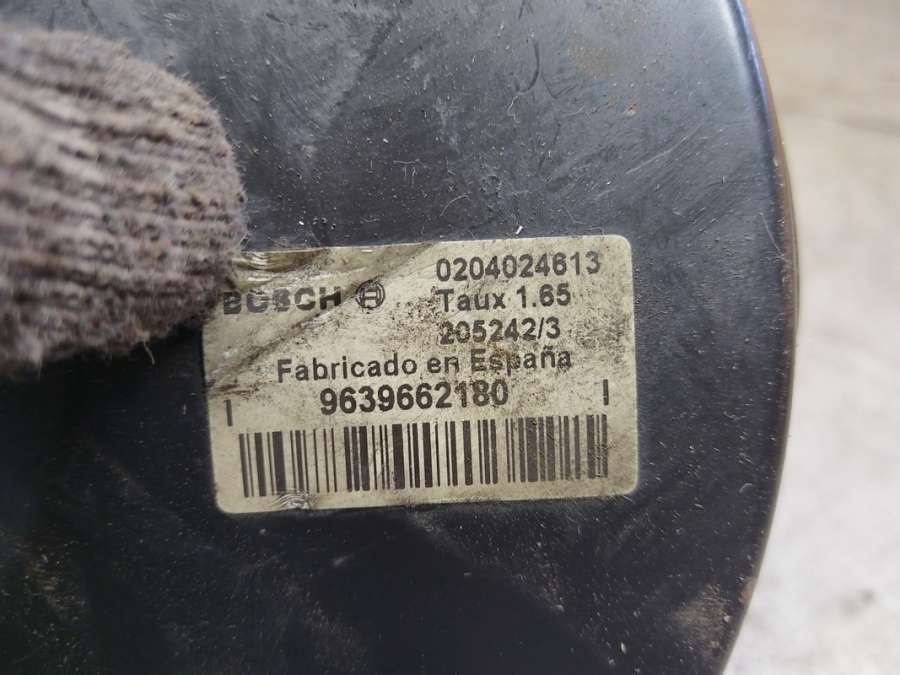 BOSCH
0204024613
Taux 1.65
205242/3
Fabricado en España
9639662180